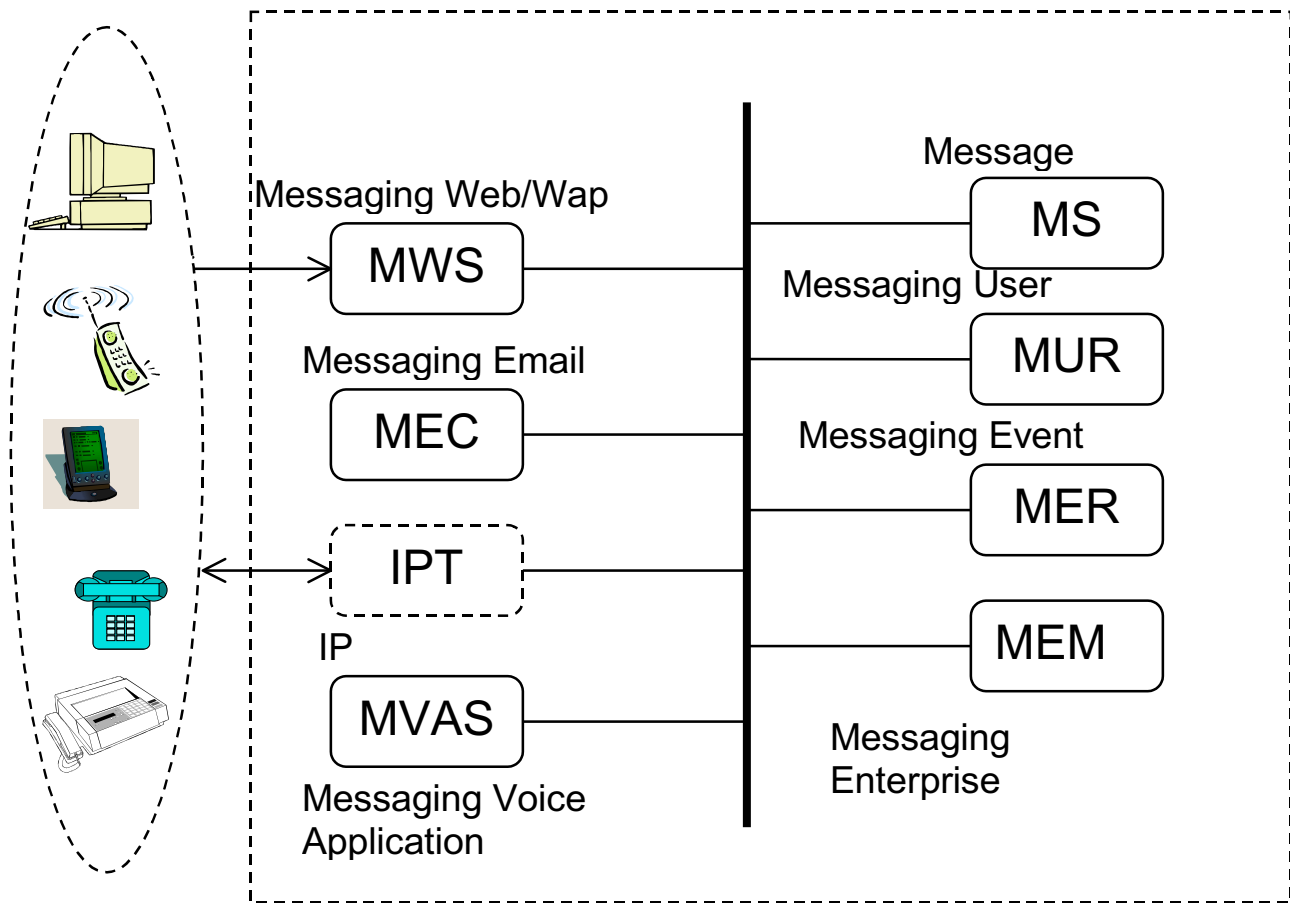 Messaging Web/Wap
MWS
Messaging Email
MEC
IPT
IP
MVAS
Messaging Voice
Application
Message
MS
Messaging User
MUR
Messaging Event
MER
MEM
Messaging
Enterprise